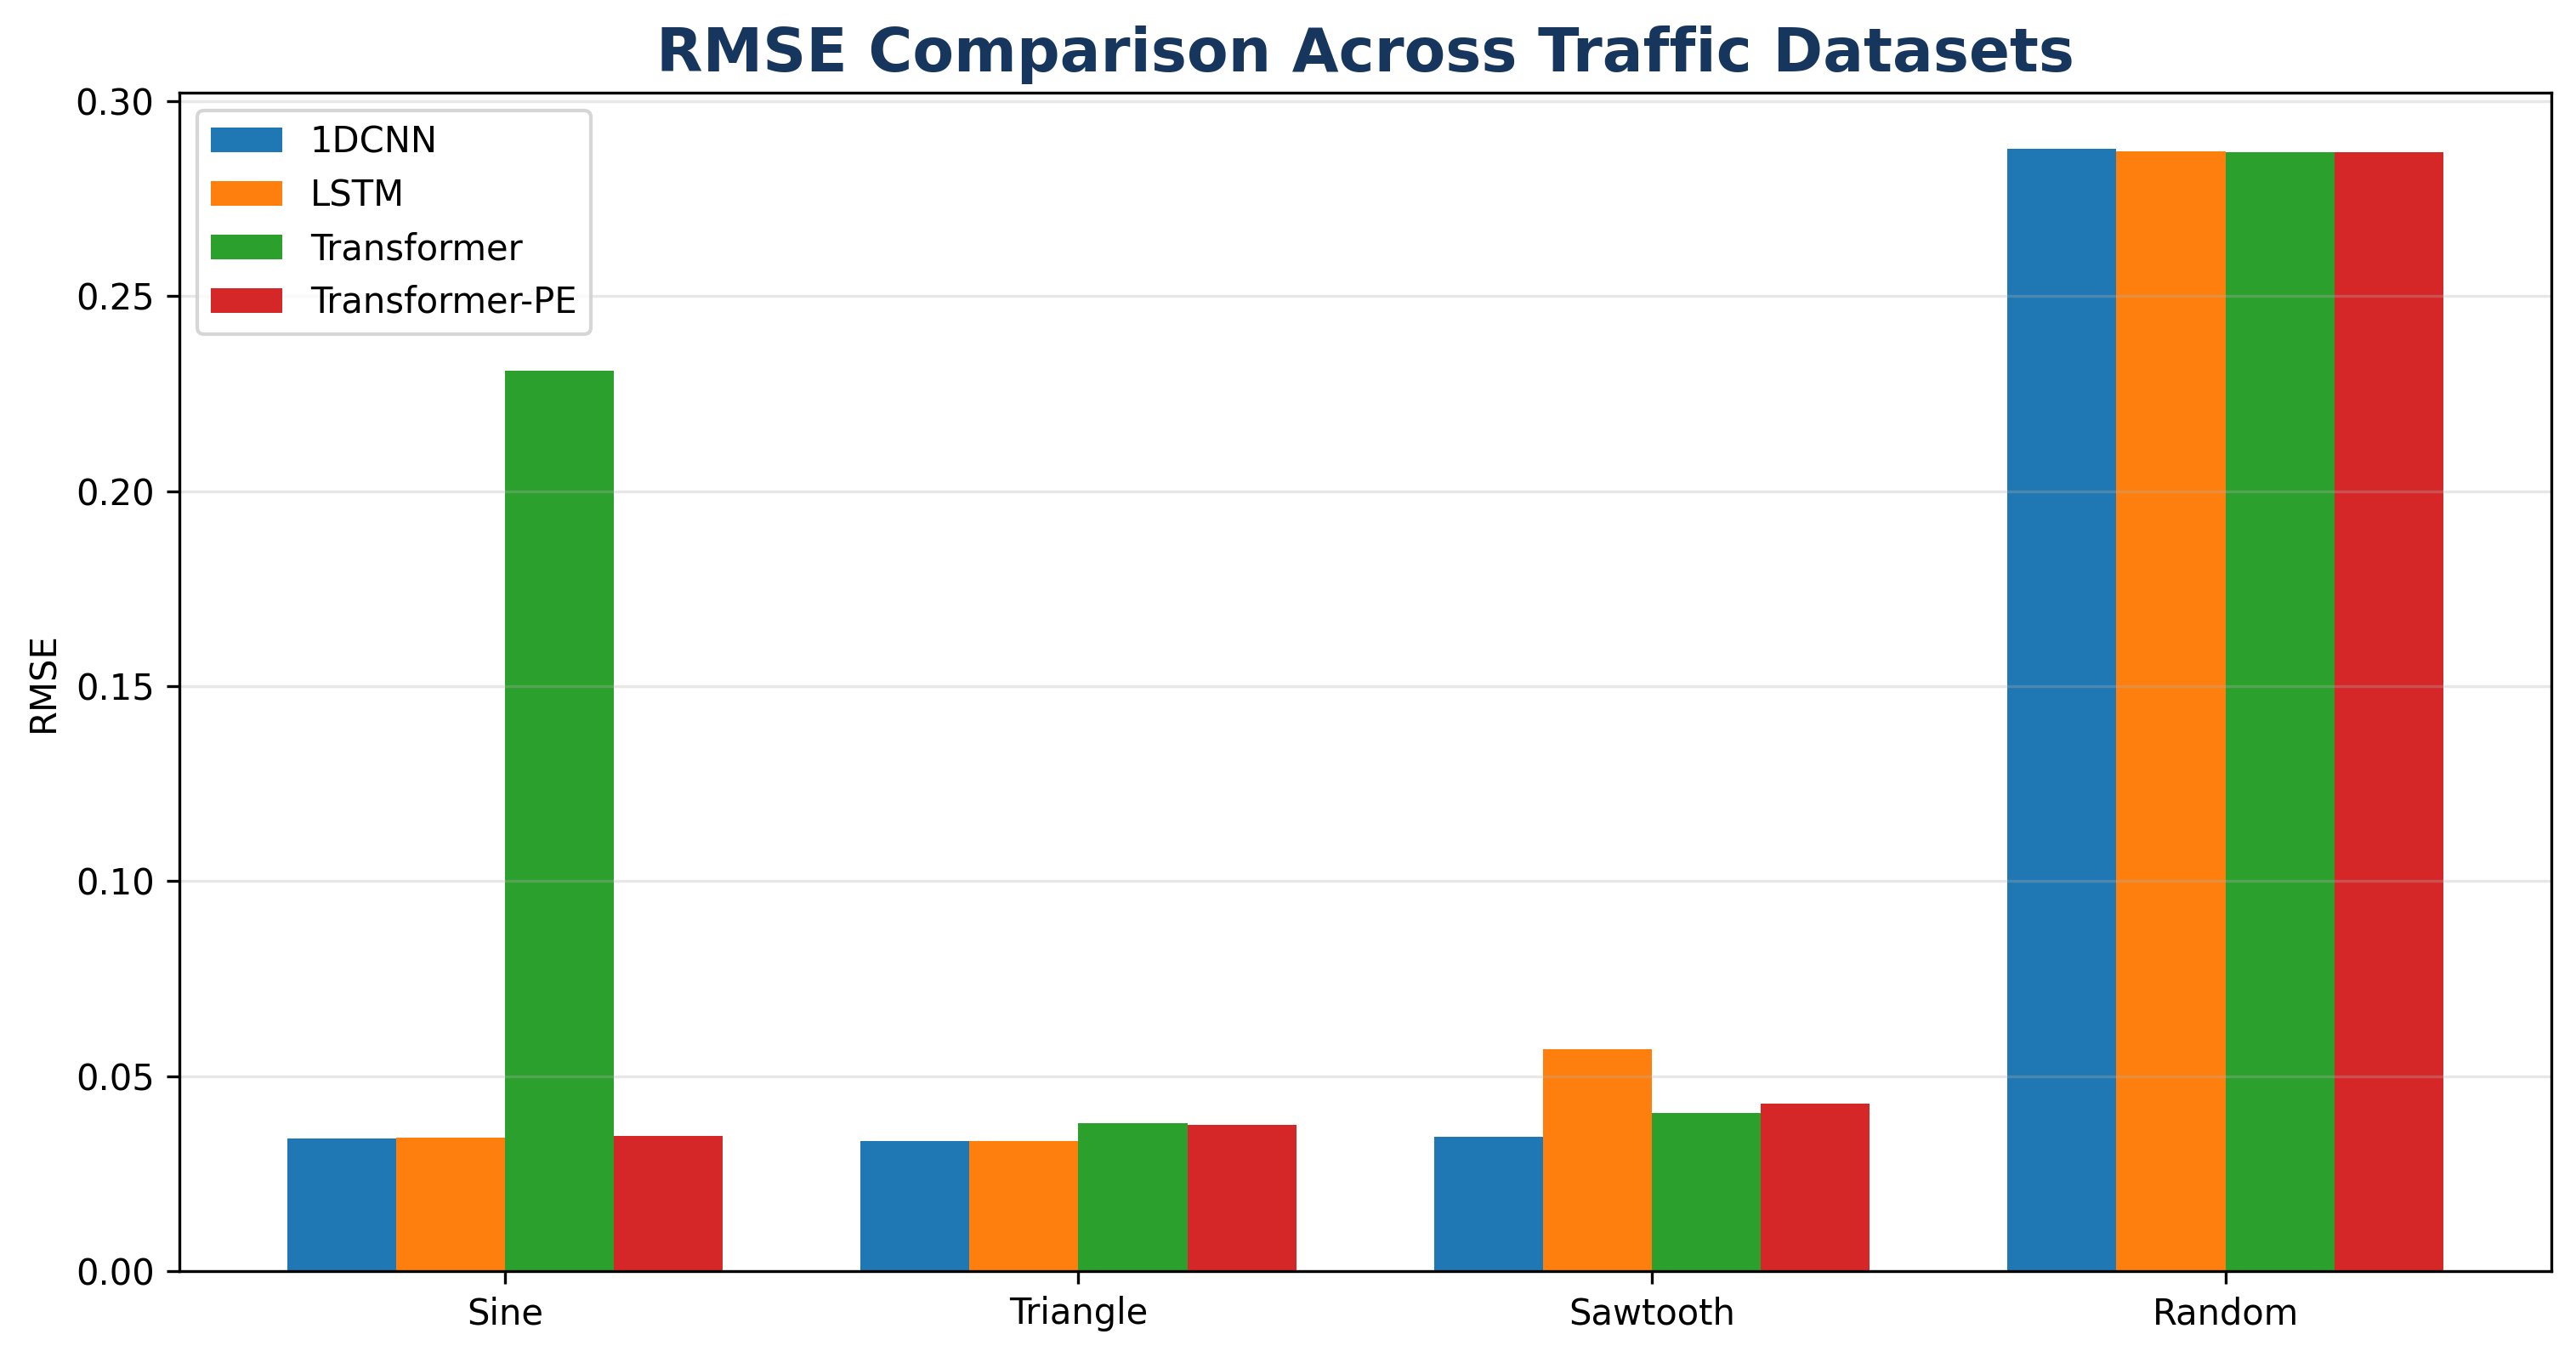 RMSE Comparison Across Traffic Datasets
0.30
0.25
0.20
0.15
0.10
0.05
0.00
RMSE
1DCNN
LSTM
Transformer
Transformer-PE
Sine
Triangle
Sawtooth
Random